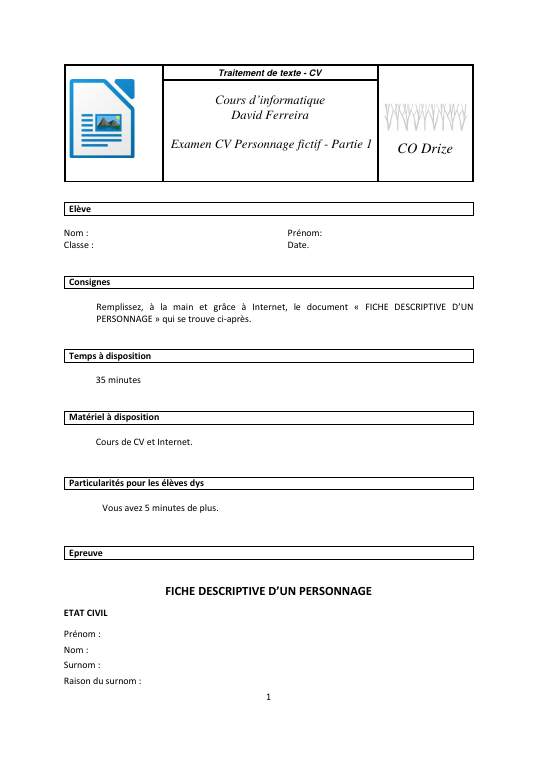 Traitement de texte - CV
Cours d’informatique
David Ferreira
Examen CV Personnage fictif - Partie 1
CO Drize
Elève
Nom : Prénom:
Classe : Date.
Consignes
Remplissez, à la main et grâce à Internet, le document « FICHE DESCRIPTIVE D’UN
PERSONNAGE » qui se trouve ci-après.
Temps à disposition
35 minutes
Matériel à disposition
Cours de CV et Internet.
Particularités pour les élèves dys
Vous avez 5 minutes de plus.
Epreuve
FICHE DESCRIPTIVE D’UN PERSONNAGE
ETAT CIVIL
Prénom :
Nom :
Surnom :
Raison du surnom :
1